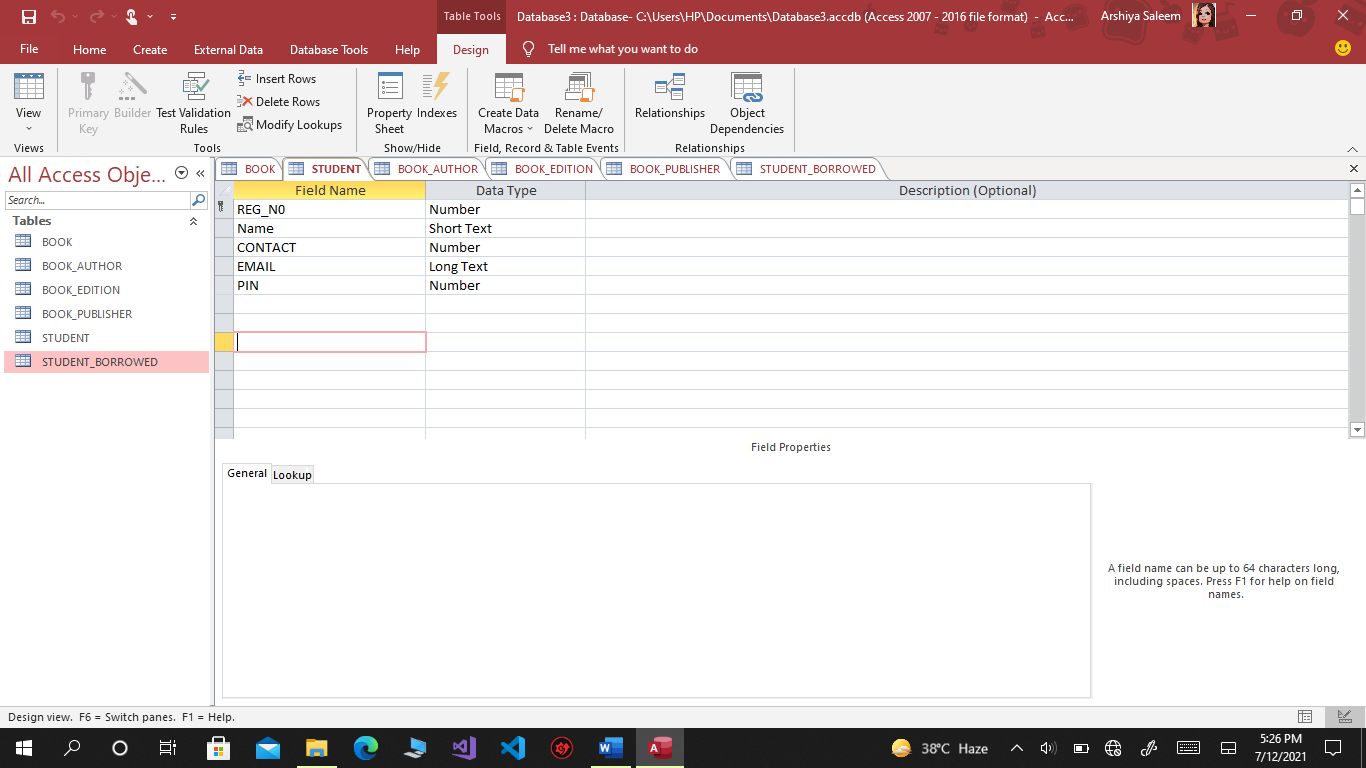 Table Tools
Database3 : Database- C:\Users\HP\Documents\Database3.accdb (Access 2007 - 2016 file format)  -  Acc...
Arshiya Saleem
File Home Create External Data Database Tools Help Design Tell me what you want to do
View
Primary Key
Builder
Test Validation Rules
Insert Rows
Delete Rows
Modify Lookups
Property Sheet
Indexes
Create Data Macros
Rename/ Delete Macro
Relationships
Object Dependencies
Views Tools Show/Hide Field, Record & Table Events Relationships
All Access Obje...
Search...
Tables
BOOK
BOOK_AUTHOR
BOOK_EDITION
BOOK_PUBLISHER
STUDENT
STUDENT_BORROWED
BOOK STUDENT BOOK_AUTHOR BOOK_EDITION BOOK_PUBLISHER STUDENT_BORROWED
Field Name Data Type Description (Optional)
REG_N0 Number
Name Short Text
CONTACT Number
EMAIL Long Text
PIN Number
Field Properties
General Lookup
A field name can be up to 64 characters long,
including spaces. Press F1 for help on field
names.
Design view.  F6 = Switch panes.  F1 = Help.
38°C Haze
5:26 PM
7/12/2021